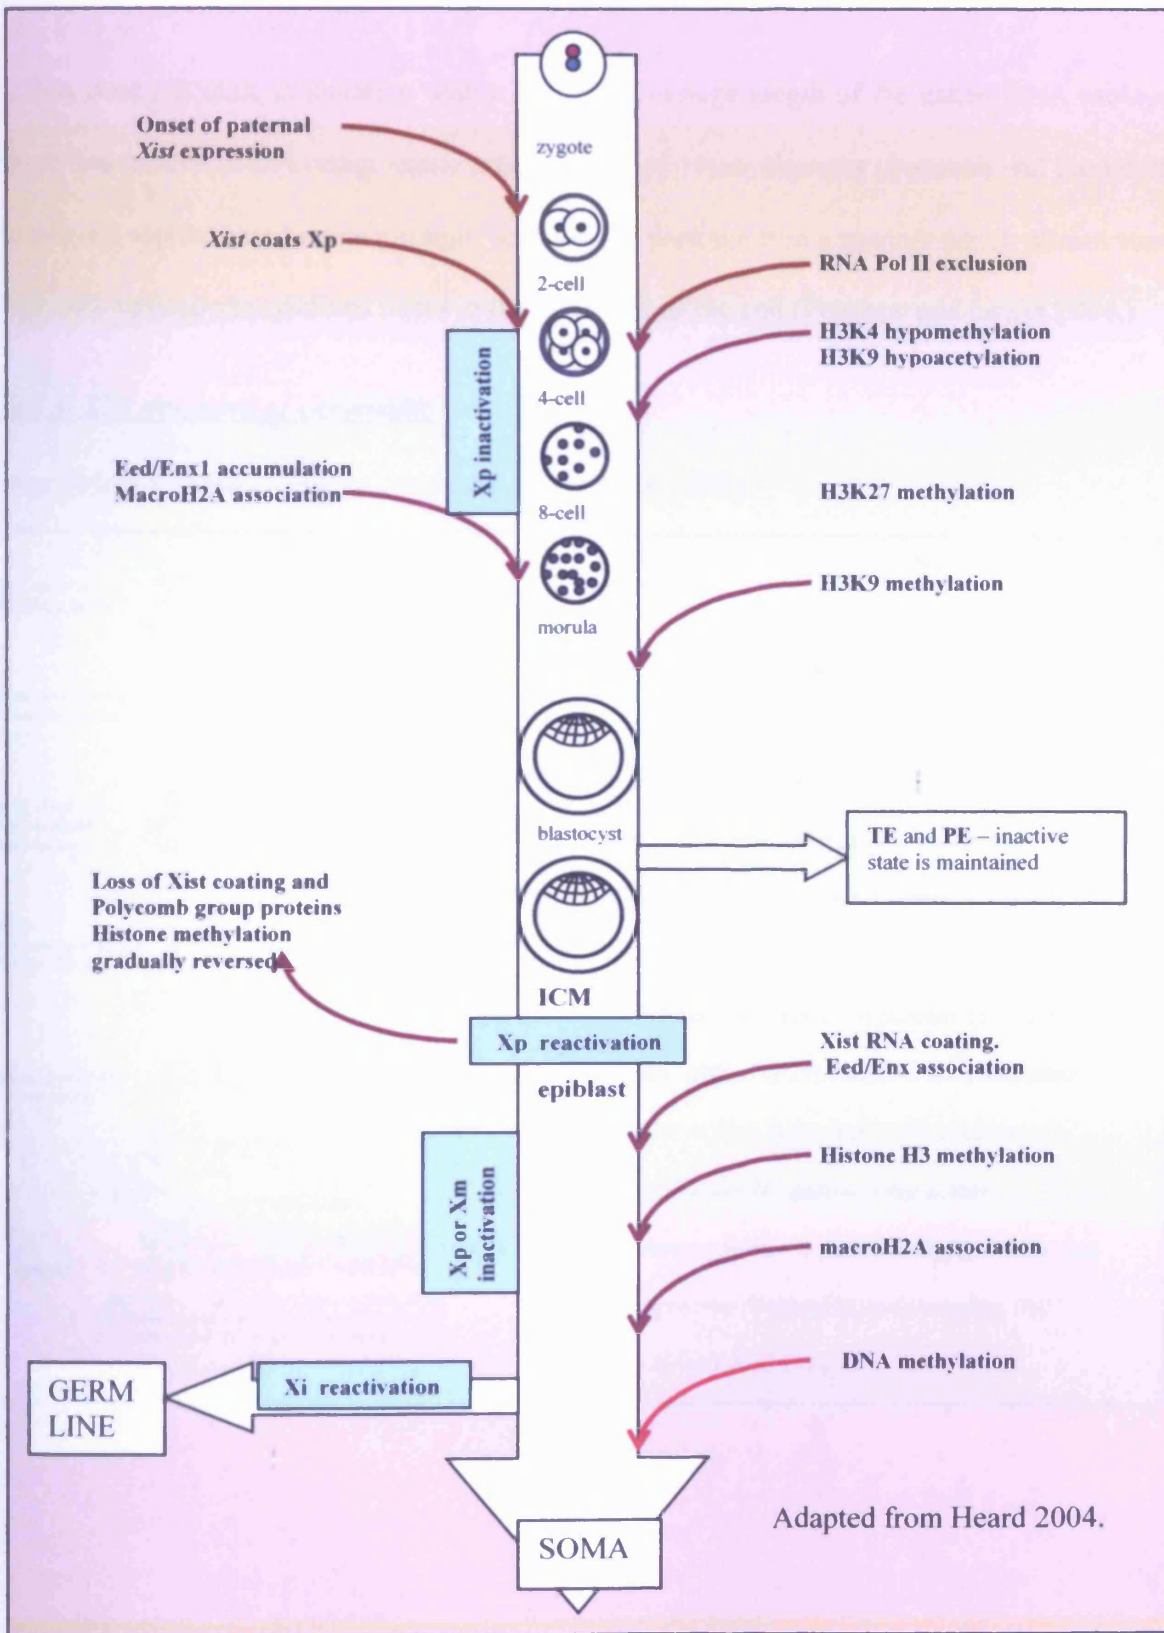 Onset of paternal
Xist expression
zygote
Xist coats Xp
RNA Pol II exclusion
2-cell
H3K4 hypomethylation
H3K9 hypoacetylation
Xp inactivation
4-cell
Eed/Enx1 accumulation
MacroH2A association
H3K27 methylation
8-cell
H3K9 methylation
morula
blastocyst
TE and PE – inactive
state is maintained
Loss of Xist coating and
Polycomb group proteins
Histone methylation
gradually reversed
ICM
Xp reactivation
Xist RNA coating.
Eed/Enx association
epiblast
Xp or Xm
inactivation
Histone H3 methylation
macroH2A association
DNA methylation
Xi reactivation
GERM
LINE
SOMA
Adapted from Heard 2004.